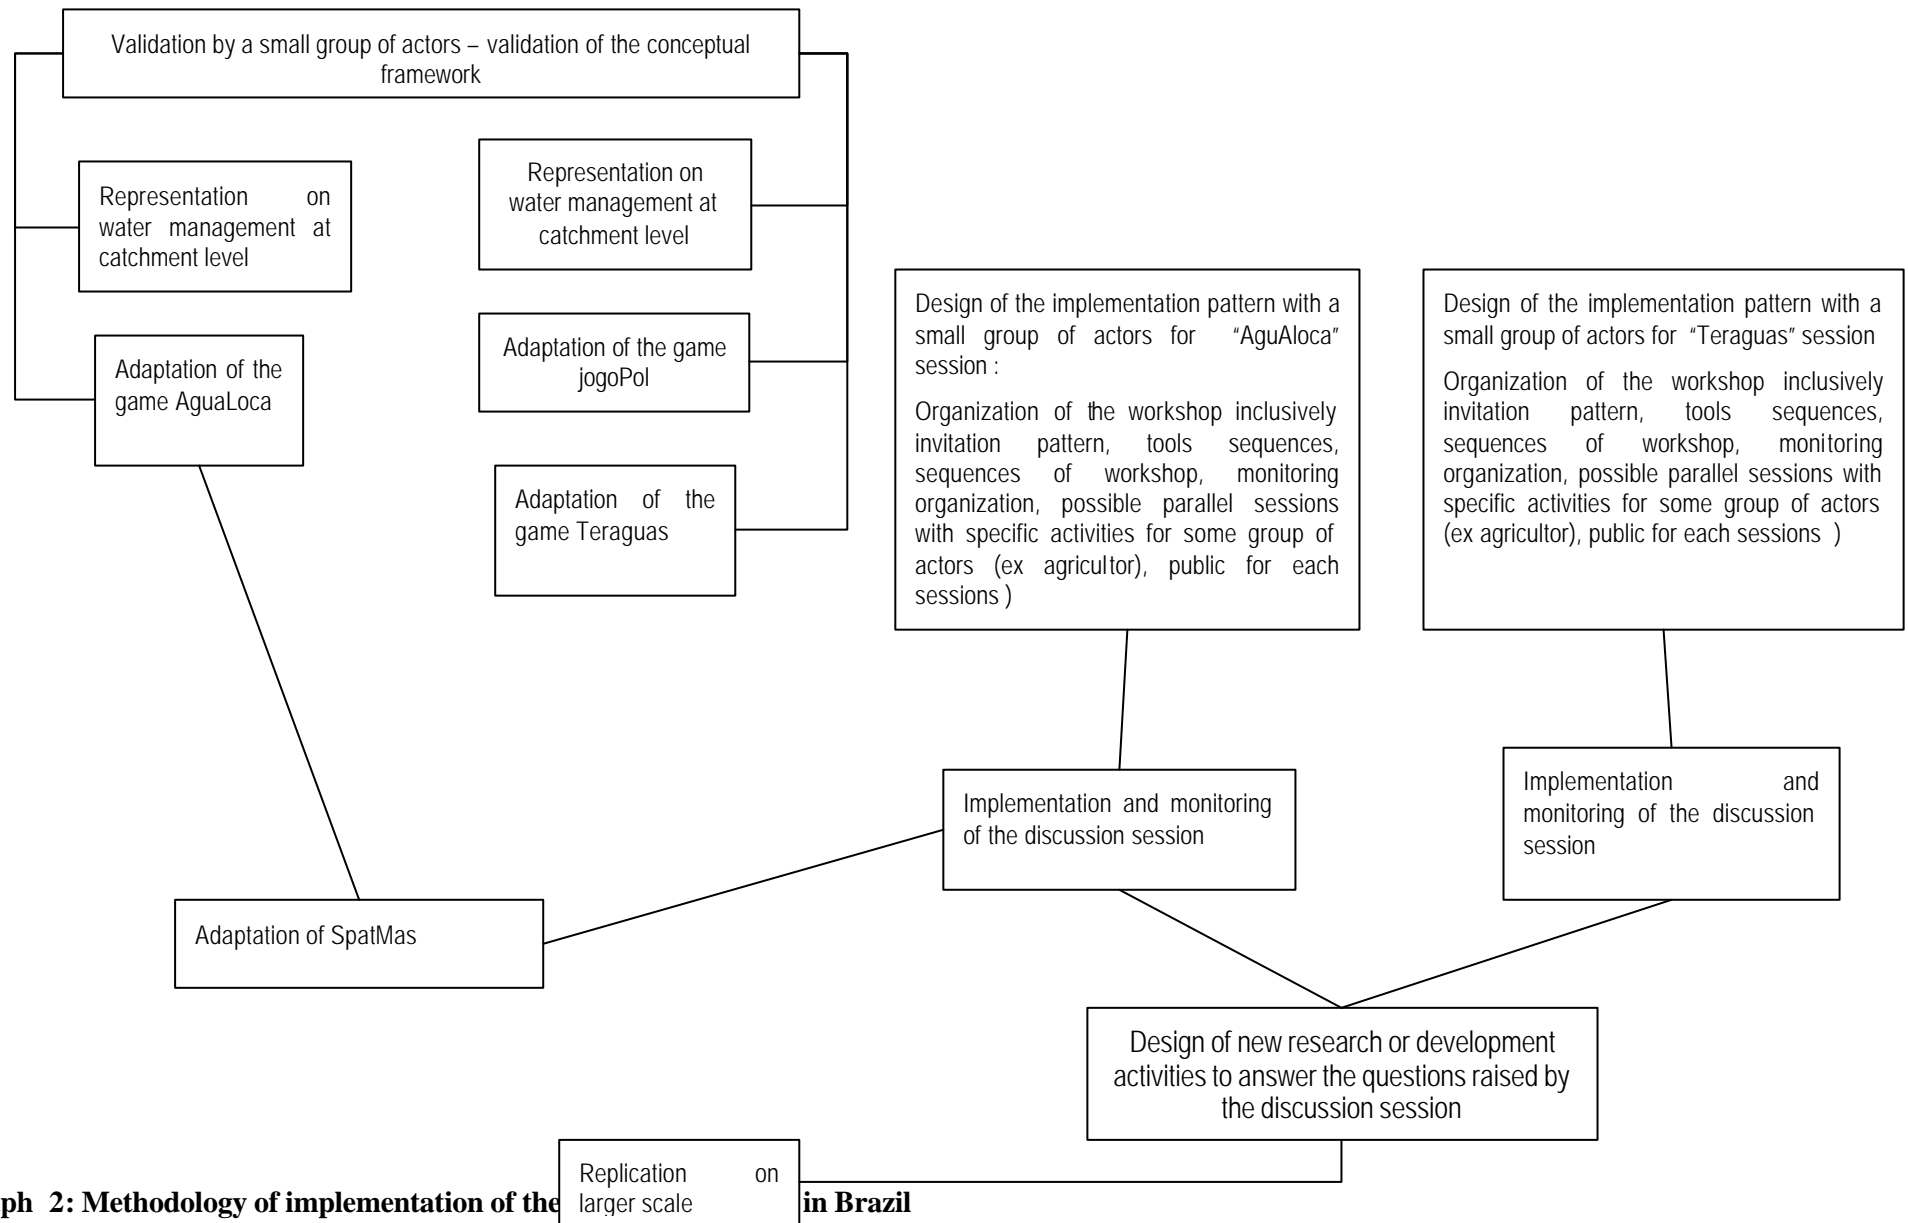 Validation by a small group of actors – validation of the conceptual
framework
Representation on
water management at
catchment level
Representation on
water management at
catchment level
Adaptation of the
game AguaLoca
Adaptation of the game
jogoPol
Adaptation of the
game Teraguas
Design of the implementation pattern with a
small group of actors for "AguAloca"
session :
Organization of the workshop inclusively
invitation pattern, tools sequences,
sequences of workshop, monitoring
organization, possible parallel sessions
with specific activities for some group of
actors (ex agricultor), public for each
sessions )
Design of the implementation pattern with a
small group of actors for "Teraguas" session
Organization of the workshop inclusively
invitation pattern, tools sequences,
sequences of workshop, monitoring
organization, possible parallel sessions with
specific activities for some group of actors
(ex agricultor), public for each sessions )
Implementation and monitoring
of the discussion session
Implementation and
monitoring of the discussion
session
Adaptation of SpatMas
Design of new research or development
activities to answer the questions raised by
the discussion session
Replication on
larger scale
ph 2: Methodology of implementation of the in Brazil